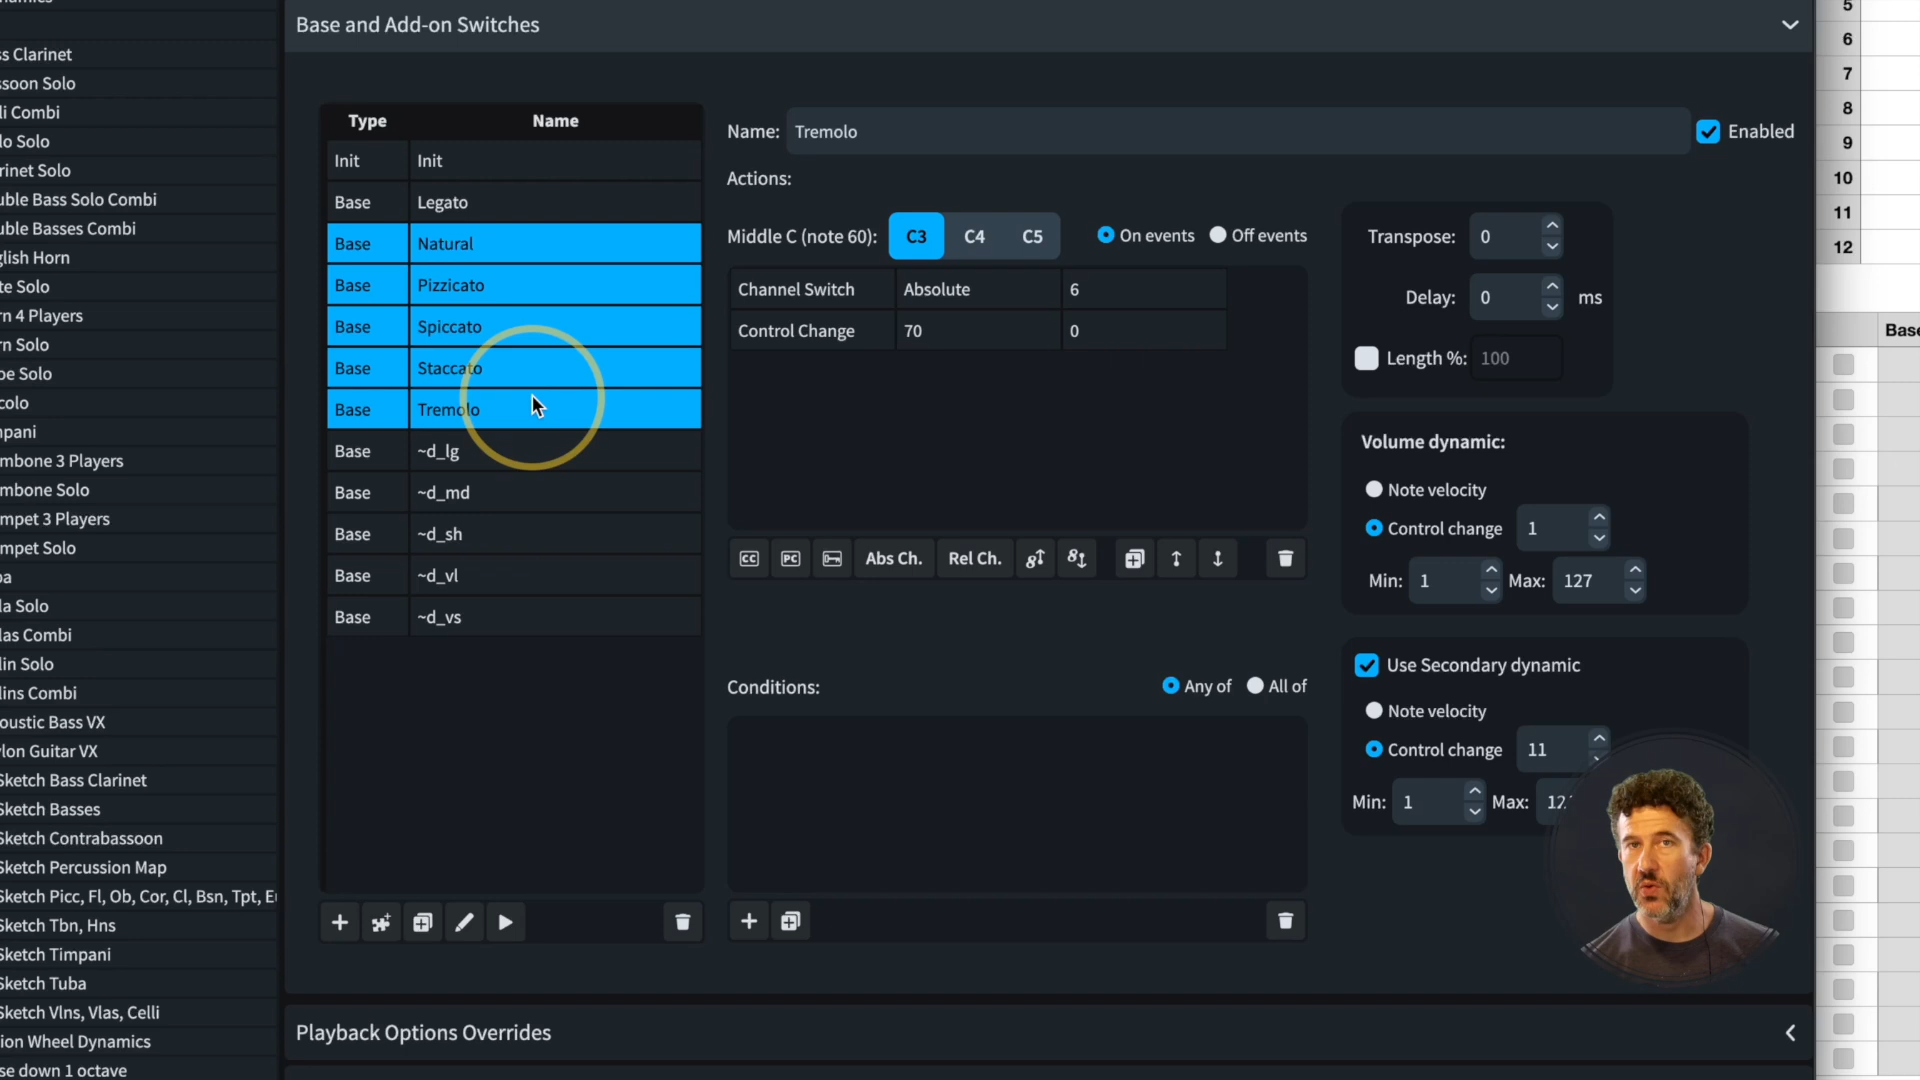 Base and Add-on Switches
5
6
7
8
9
10
11
12
Base
s Clarinet
ssoon Solo
li Combi
lo Solo
rinet Solo
uble Bass Solo Combi
uble Basses Combi
glish Horn
te Solo
rn 4 Players
rn Solo
oe Solo
colo
mpani
mbone 3 Players
mbone Solo
mpet 3 Players
mpet Solo
ba
la Solo
las Combi
lin Solo
lins Combi
oustic Bass VX
ylon Guitar VX
Sketch Bass Clarinet
Sketch Basses
Sketch Contrabassoon
Sketch Percussion Map
Sketch Picc, Fl, Ob, Cor, Cl, Bsn, Tpt, E
Sketch Tbn, Hns
Sketch Timpani
Sketch Tuba
Sketch Vlns, Vlas, Celli
ion Wheel Dynamics
se down 1 octave
Type Name
Init Init
Base Legato
Base Natural
Base Pizzicato
Base Spiccato
Base Staccato
Base Tremolo
Base ~d_lg
Base ~d_md
Base ~d_sh
Base ~d_vl
Base ~d_vs
Name: Tremolo Enabled
Actions:
Middle C (note 60): C3 C4 C5 On events Off events
Channel Switch Absolute 6
Control Change 70 0
CC PC Abs Ch. Rel Ch. 8 8
Conditions: Any of All of
Transpose: 0
Delay: 0 ms
Length %: 100
Volume dynamic:
Note velocity
Control change 1
Min: 1 Max: 127
Use Secondary dynamic
Note velocity
Control change 11
Min: 1 Max: 12
Playback Options Overrides